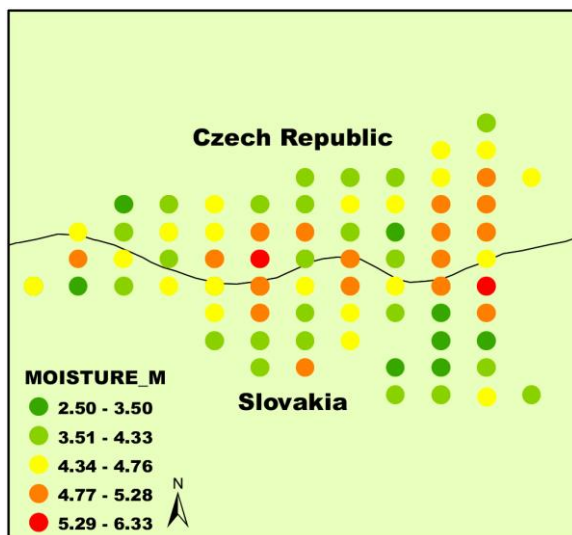 Czech Republic
MOISTURE_M
Slovakia
2.50 - 3.50
3.51 - 4.33
4.34 - 4.76
4.77 - 5.28
5.29 - 6.33
N